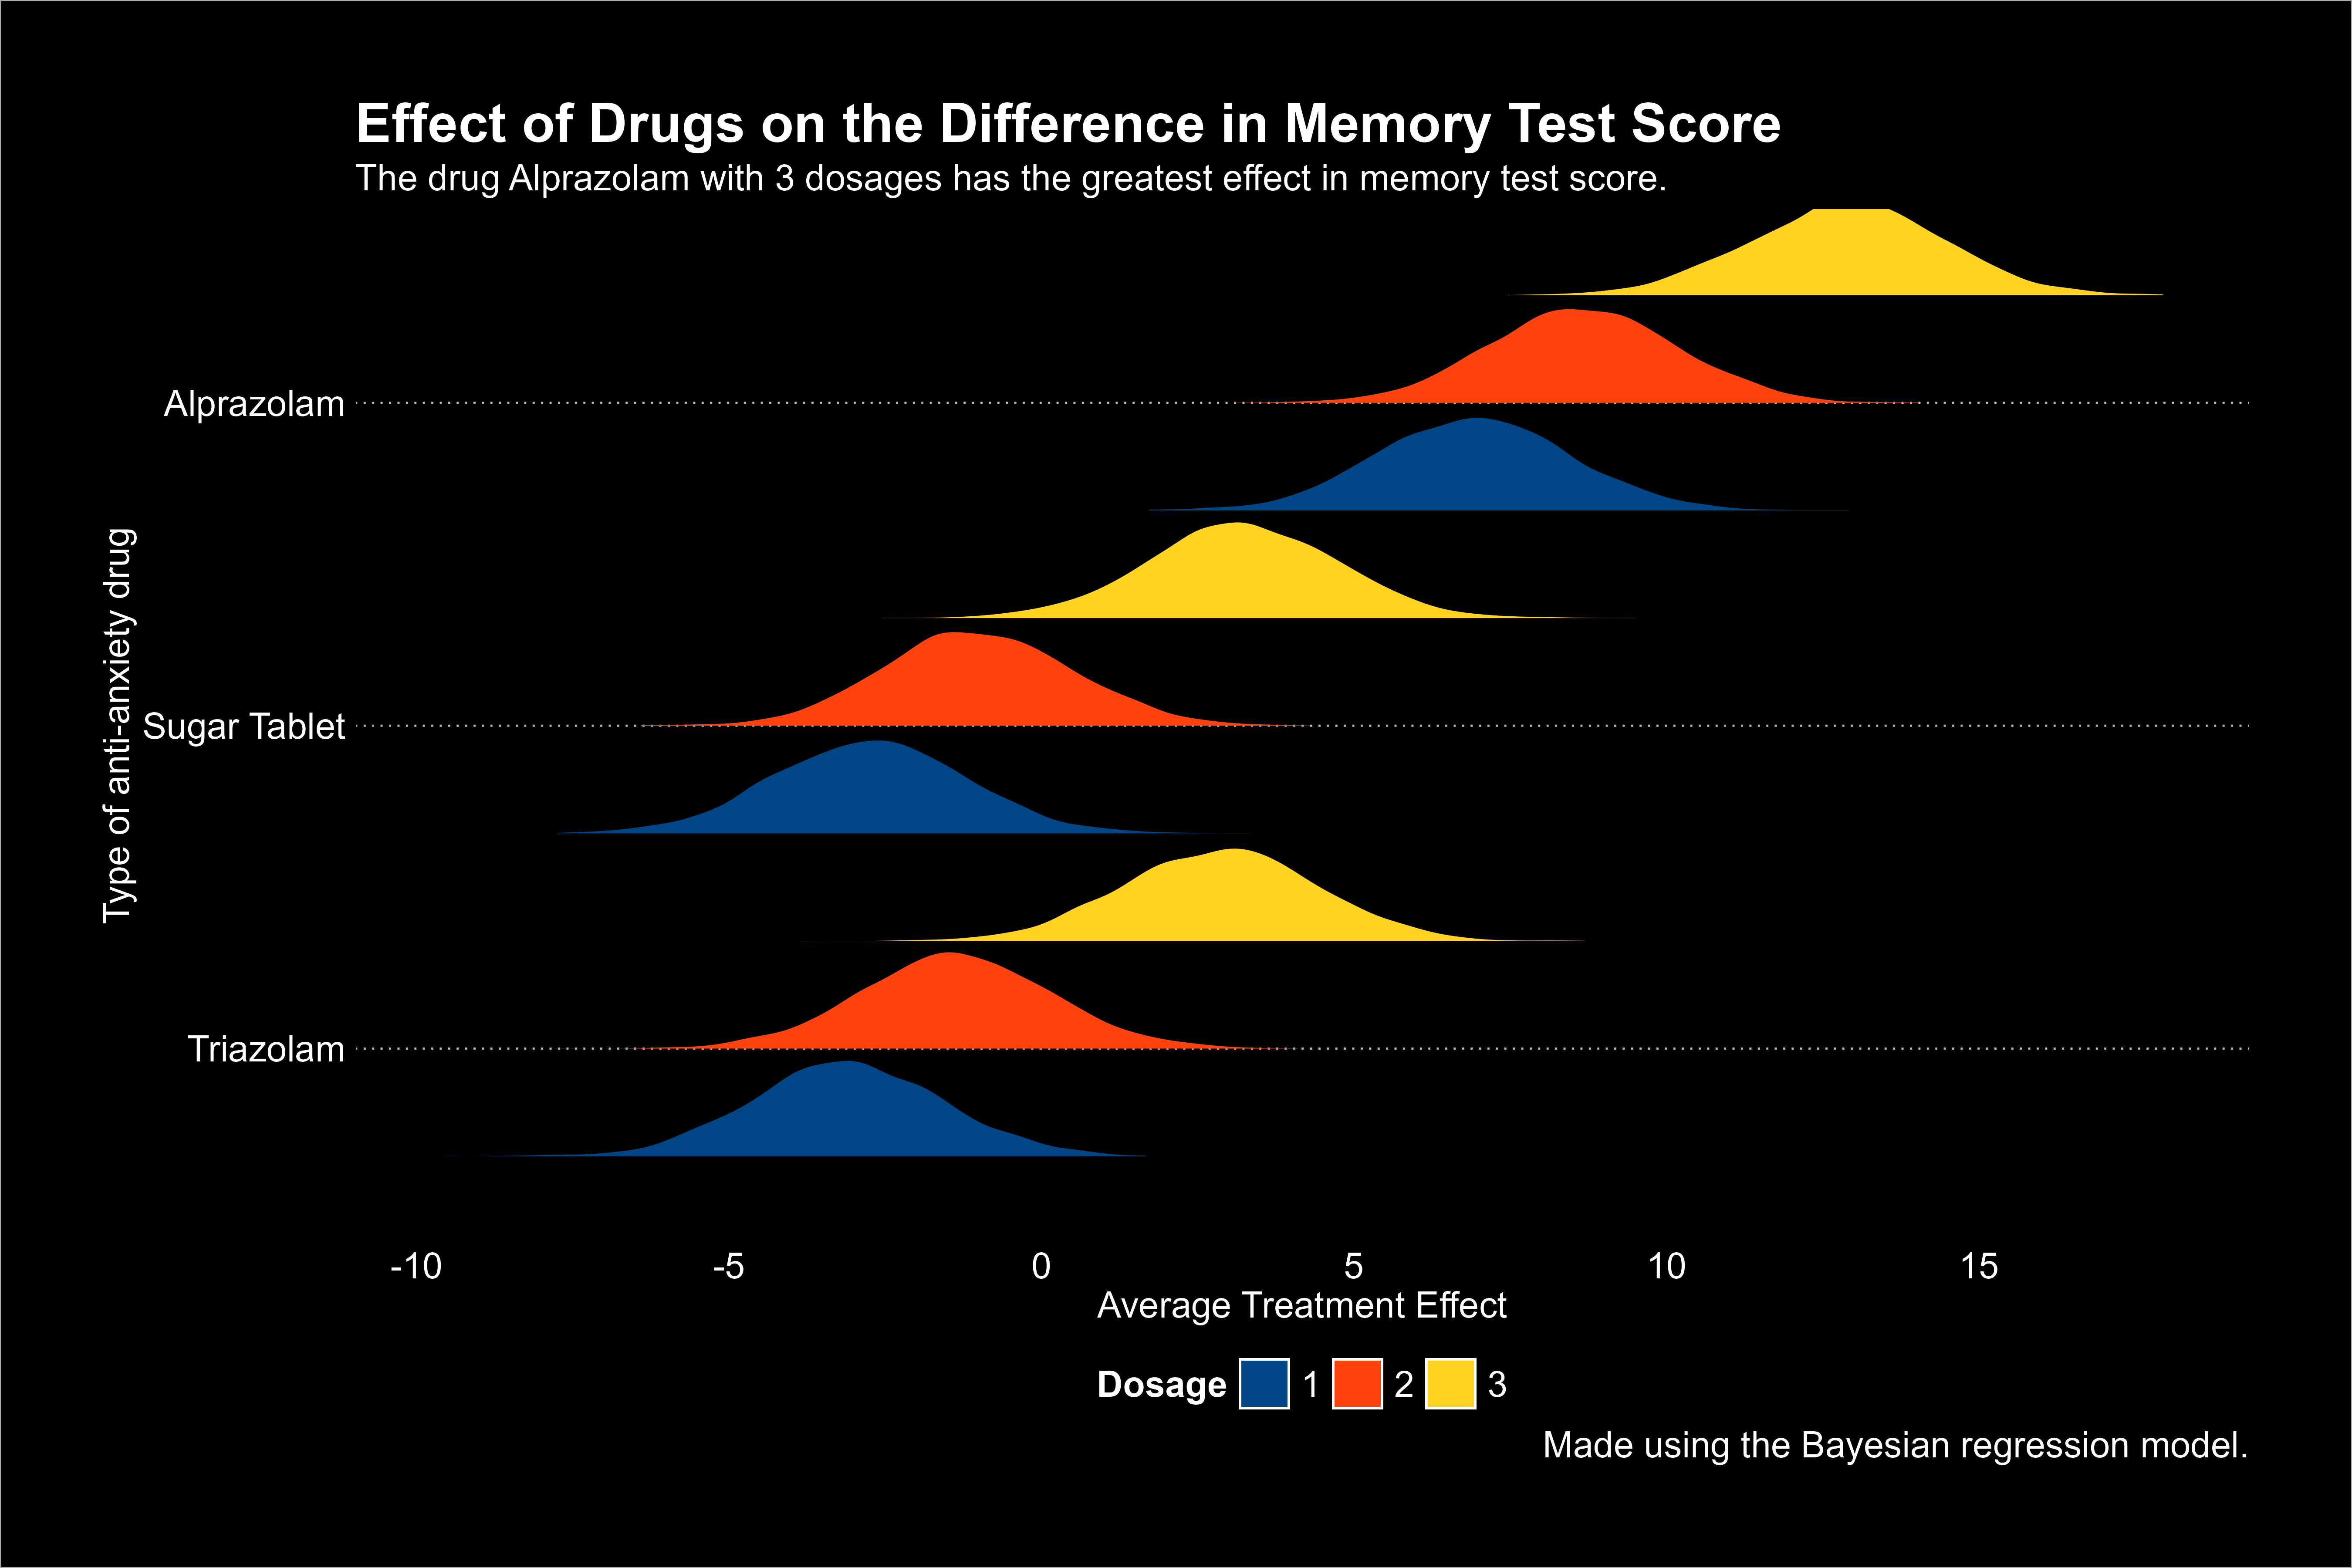 Effect of Drugs on the Difference in Memory Test Score
The drug Alprazolam with 3 dosages has the greatest effect in memory test score.
Type of anti-anxiety drug
Alprazolam
Sugar Tablet
Triazolam
-10 -5 0 5 10 15
Average Treatment Effect
Dosage 1 2 3
Made using the Bayesian regression model.